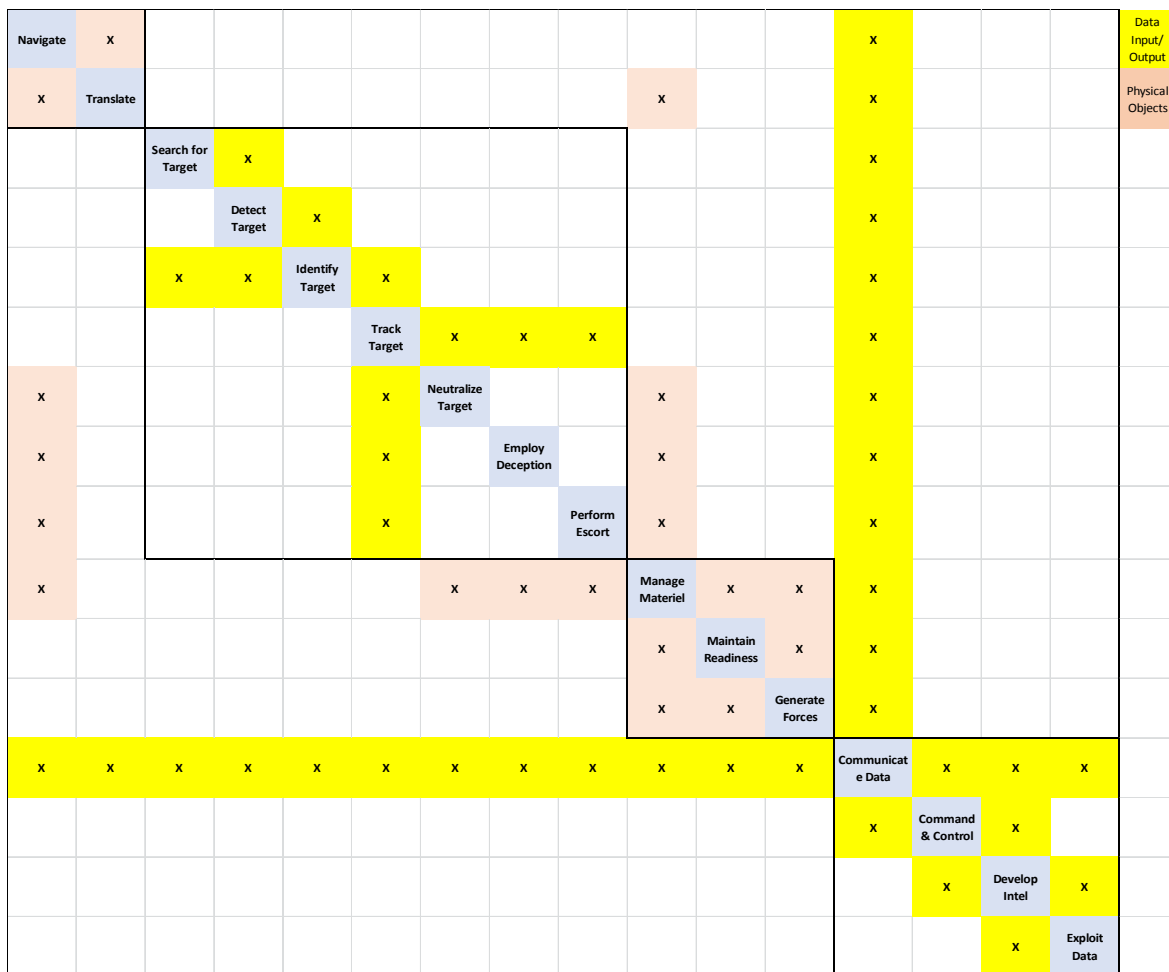 Navigate X X Data
Input/
Output
X Translate X X Physical
Objects
Search for
Target X X
Detect
Target X X
X X Identify
Target X X
Track
Target X X X X
X X Neutralize
Target X X
X X Employ
Deception X X
X X Perform
Escort X X
X X X X Manage
Materiel X X X
X Maintain
Readiness X X
X X Generate
Forces X
X X X X X X X X X X X X Communicat
e Data X X X
X Command
& Control X
X Develop
Intel X
X Exploit
Data